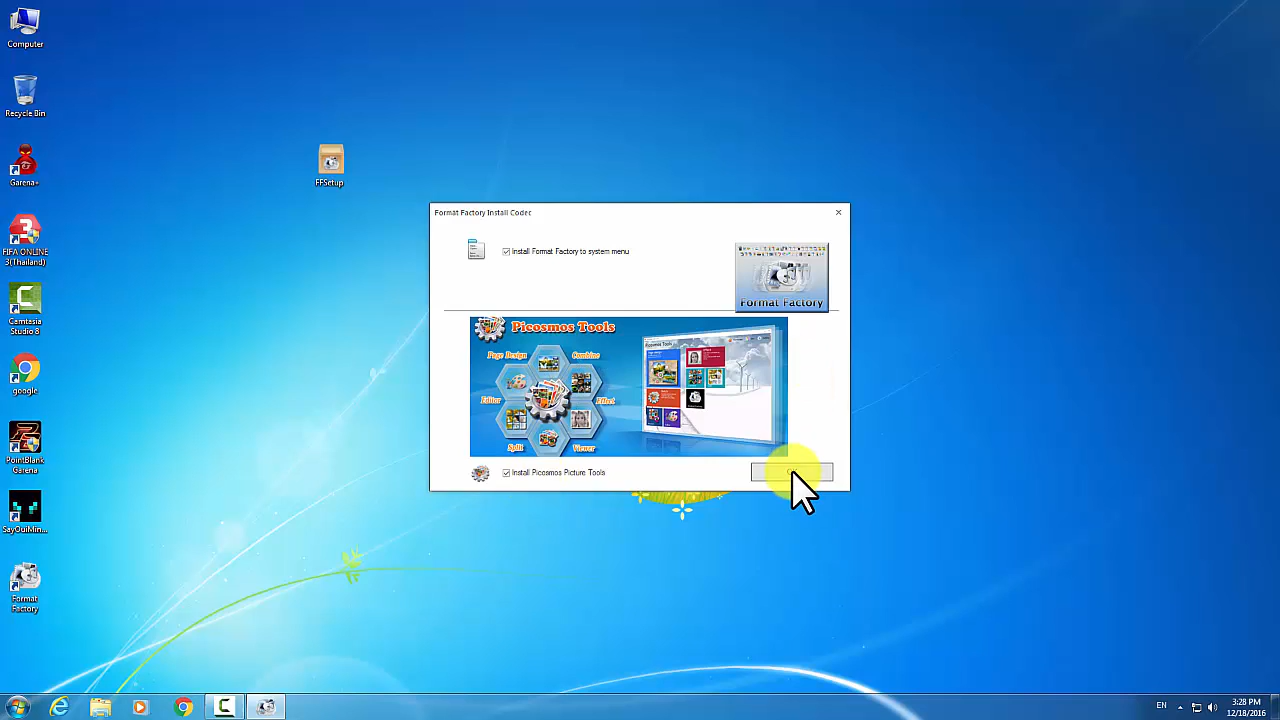 Computer
Recycle Bin
Garena+
FIFA ONLINE
3(Thailand)
Camtasia
Studio 8
google
PointBlank
Garena
SayOuiMin...
Format
Factory
FFSetup
Format Factory Install Codec
Install Format Factory to system menu
Format Factory
Picosmos Tools
Page Design
Combine
Editor
Effect
Split
Viewer
Picosmos Tools
Install Picosmos Picture Tools
EN
3:28 PM
12/18/2016